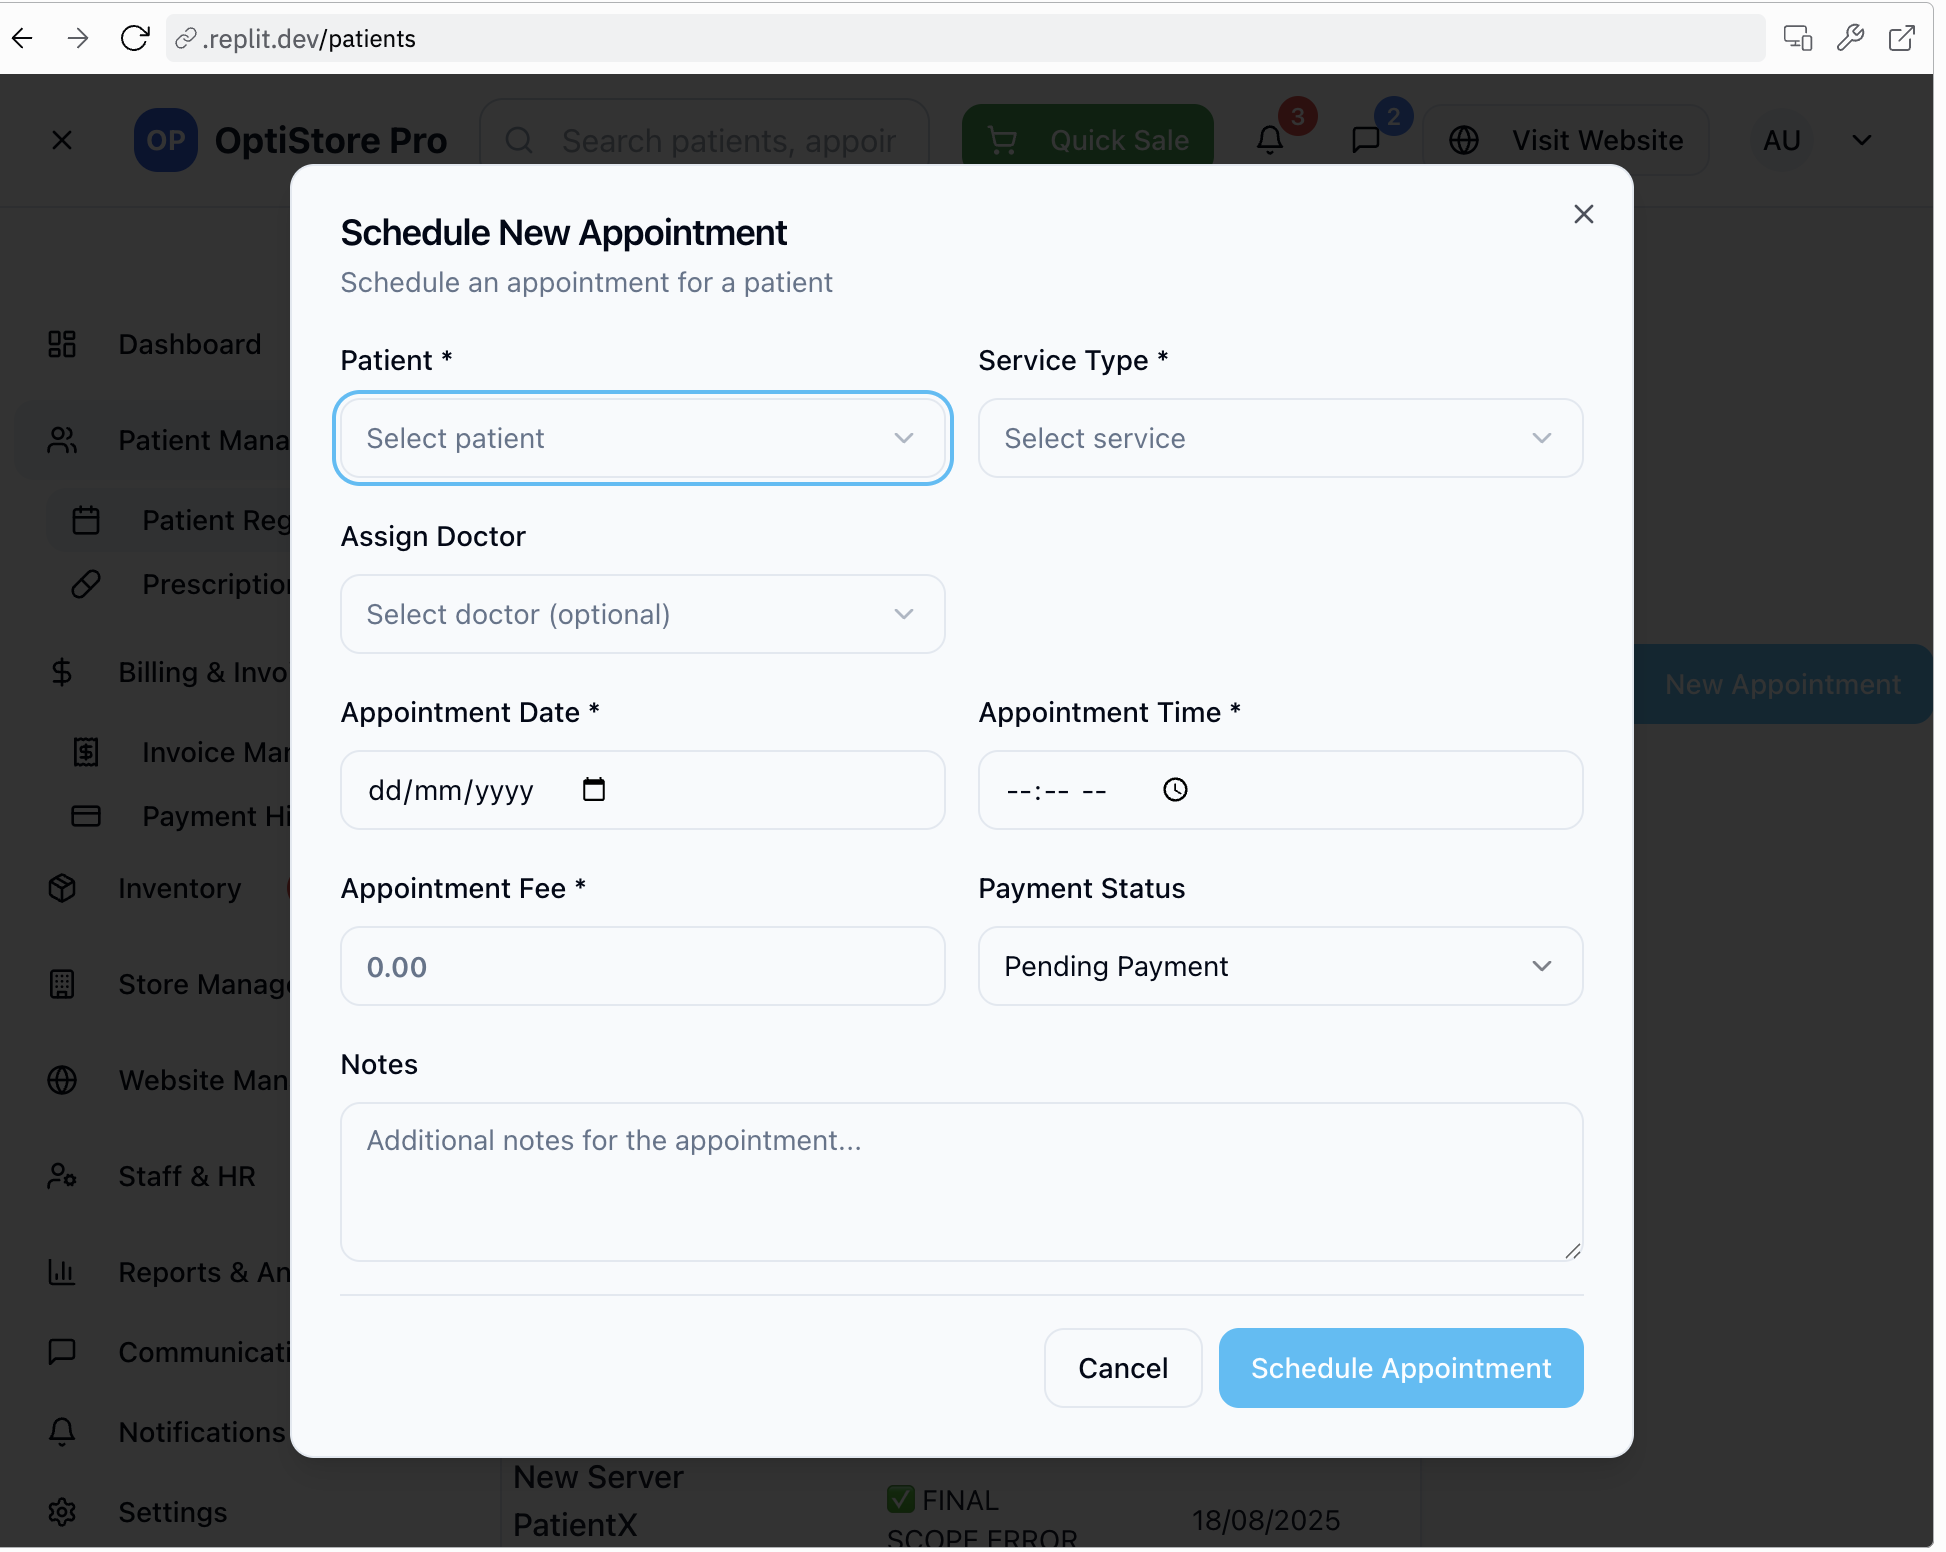 .replit.dev/patients
OP
OptiStore Pro
Search patients, appoir
Quick Sale
3
2
Visit Website
AU
Dashboard
Patient Mana
Patient Reg
Prescription
Billing & Invo
Invoice Mar
Payment Hi
Inventory
Store Manage
Website Man
Staff & HR
Reports & An
Communicati
Notifications
Settings
Schedule New Appointment
Schedule an appointment for a patient
Patient *
Service Type *
Select patient
Select service
Assign Doctor
Select doctor (optional)
New Appointment
Appointment Date *
Appointment Time *
dd/mm/yyyy
--:-- --
Appointment Fee *
Payment Status
0.00
Pending Payment
Notes
Additional notes for the appointment...
Cancel
Schedule Appointment
New Server
PatientX
✅ FINAL
SCOPE ERROR
18/08/2025